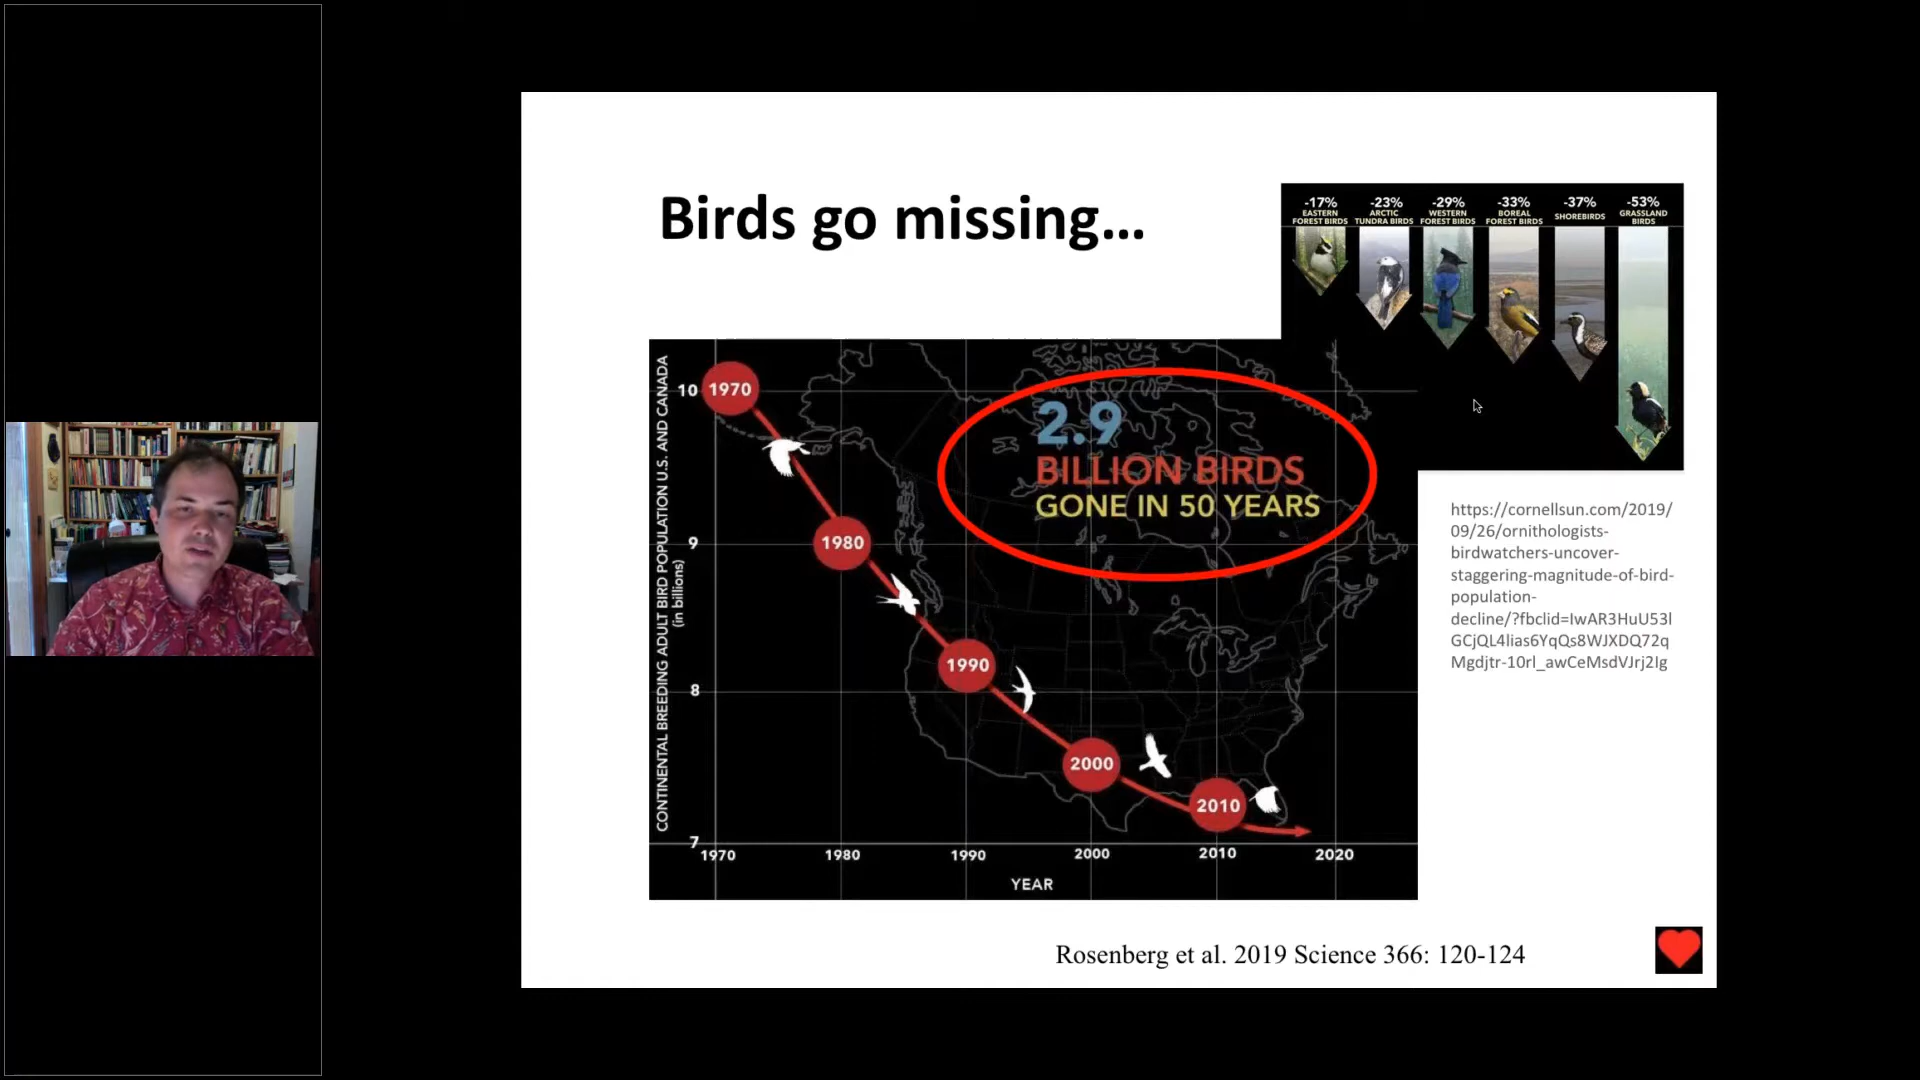 Birds go missing...
-17%
EASTERN
FOREST BIRDS
-23%
ARCTIC
TUNDRA BIRDS
-29%
WESTERN
FOREST BIRDS
-33%
BOREAL
FOREST BIRDS
-37%
SHOREBIRDS
-53%
GRASSLAND
BIRDS
CONTINENTAL BREEDING ADULT BIRD POPULATION U.S. AND CANADA
(in billions)
10
9
8
7
1970
1980
1990
2000
2010
2.9
BILLION BIRDS
GONE IN 50 YEARS
1970 1980 1990 2000 2010 2020
YEAR
https://cornellsun.com/2019/
09/26/ornithologists-
birdwatchers-uncover-
staggering-magnitude-of-bird-
population-
decline/?fbclid=IwAR3HuU53l
GCjQL4lias6YqQs8WJXDQ72q
Mgdjtr-10rl_awCeMsdVJrj2Ig
Rosenberg et al. 2019 Science 366: 120-124